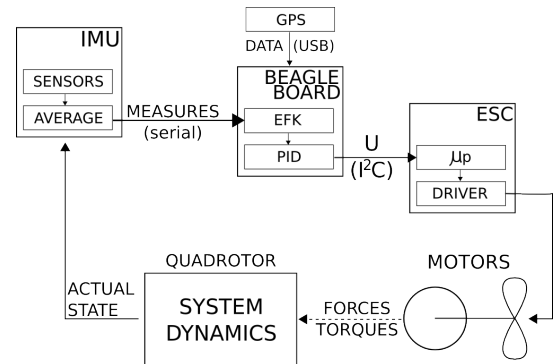 GPS
DATA (USB)
IMU
SENSORS
AVERAGE
MEASURES
(serial)
BEAGLE
BOARD
EFK
PID
U
(I²C)
ESC
µp
DRIVER
MOTORS
FORCES
TORQUES
QUADROTOR
SYSTEM
DYNAMICS
ACTUAL
STATE